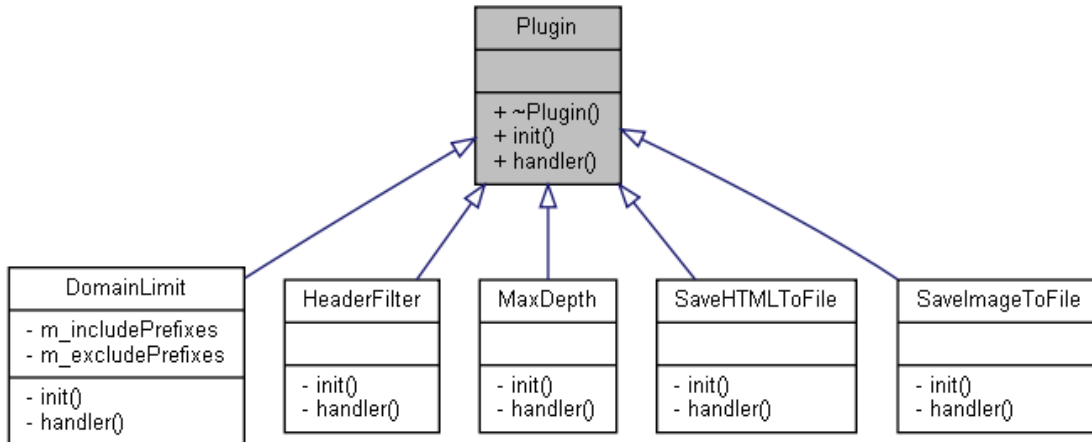 Plugin
+ ~Plugin()
+ init()
+ handler()
DomainLimit
- m_includePrefixes
- m_excludePrefixes
- init()
- handler()
HeaderFilter
- init()
- handler()
MaxDepth
- init()
- handler()
SaveHTMLToFile
- init()
- handler()
SaveImageToFile
- init()
- handler()